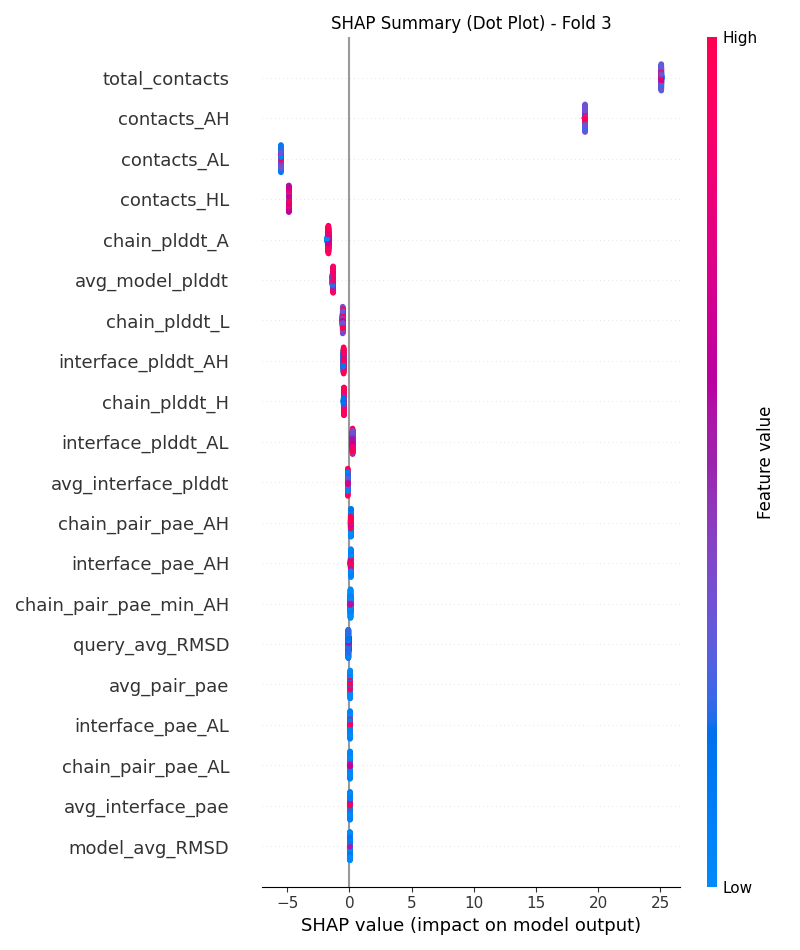 SHAP Summary (Dot Plot) - Fold 3
High
total_contacts
contacts_AH
contacts_AL
contacts_HL
chain_plddt_A
avg_model_plddt
chain_plddt_L
interface_plddt_AH
chain_plddt_H
interface_plddt_AL
avg_interface_plddt
chain_pair_pae_AH
interface_pae_AH
chain_pair_pae_min_AH
query_avg_RMSD
avg_pair_pae
interface_pae_AL
chain_pair_pae_AL
avg_interface_pae
model_avg_RMSD
Feature value
Low
−5 0 5 10 15 20 25
SHAP value (impact on model output)